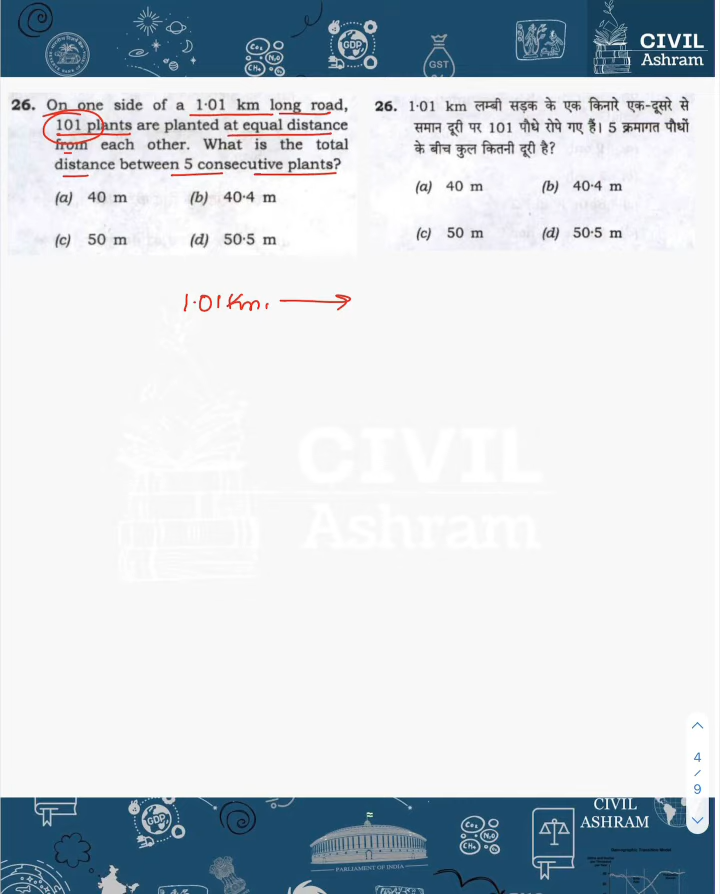 GDP
GST
CIVIL
Ashram
26. On one side of a 1·01 km long road,
101 plants are planted at equal distance
from each other. What is the total
distance between 5 consecutive plants?
(a) 40 m (b) 40·4 m
(c) 50 m (d) 50·5 m
26. 1·01 km लम्बी सड़क के एक किनारे एक-दूसरे से
समान दूरी पर 101 पौधे रोपे गए हैं। 5 क्रमागत पौधों
के बीच कुल कितनी दूरी है?
(a) 40 m (b) 40·4 m
(c) 50 m (d) 50·5 m
1.01 Km.
CIVIL
Ashram
4
9
GDP
CIVIL
ASHRAM
PARLIAMENT OF INDIA